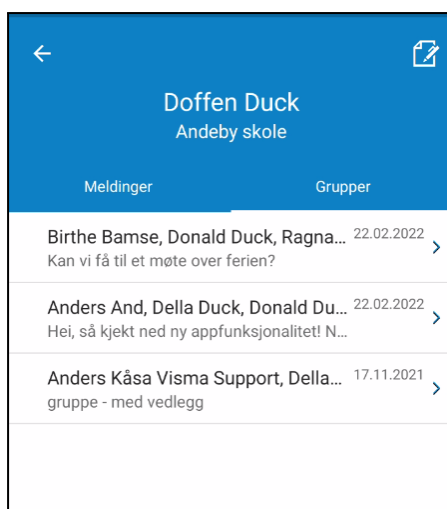 Doffen Duck
Andeby skole
Meldinger Grupper
Birthe Bamse, Donald Duck, Ragna... 22.02.2022
Kan vi få til et møte over ferien?
Anders And, Della Duck, Donald Du... 22.02.2022
Hei, så kjekt ned ny appfunksjonalitet! N...
Anders Kåsa Visma Support, Della... 17.11.2021
gruppe - med vedlegg